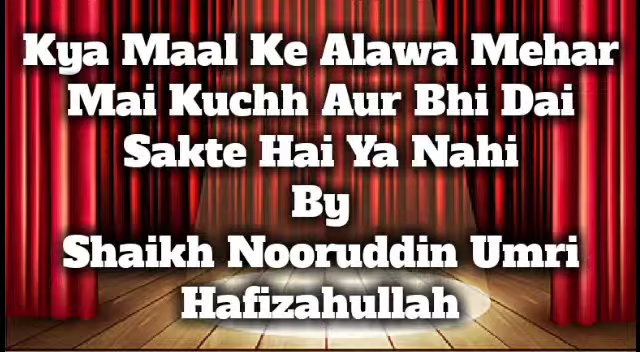 Kya Maal Ke Alawa Mehar
Mai Kuchh Aur Bhi Dai
Sakte Hai Ya Nahi
By
Shaikh Nooruddin Umri
Hafizahullah